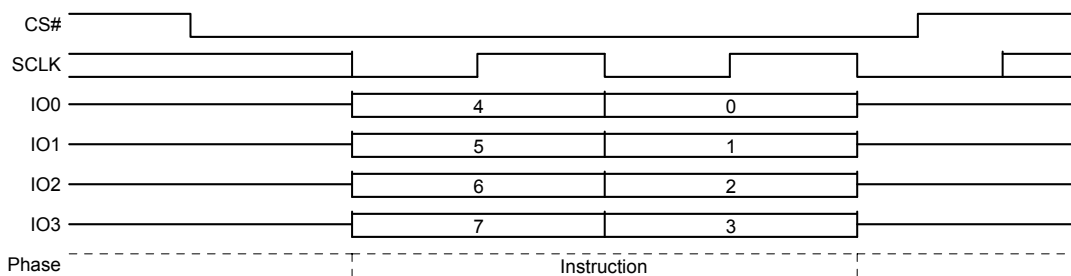 CS#
SCLK
IO0 4 0
IO1 5 1
IO2 6 2
IO3 7 3
Phase Instruction